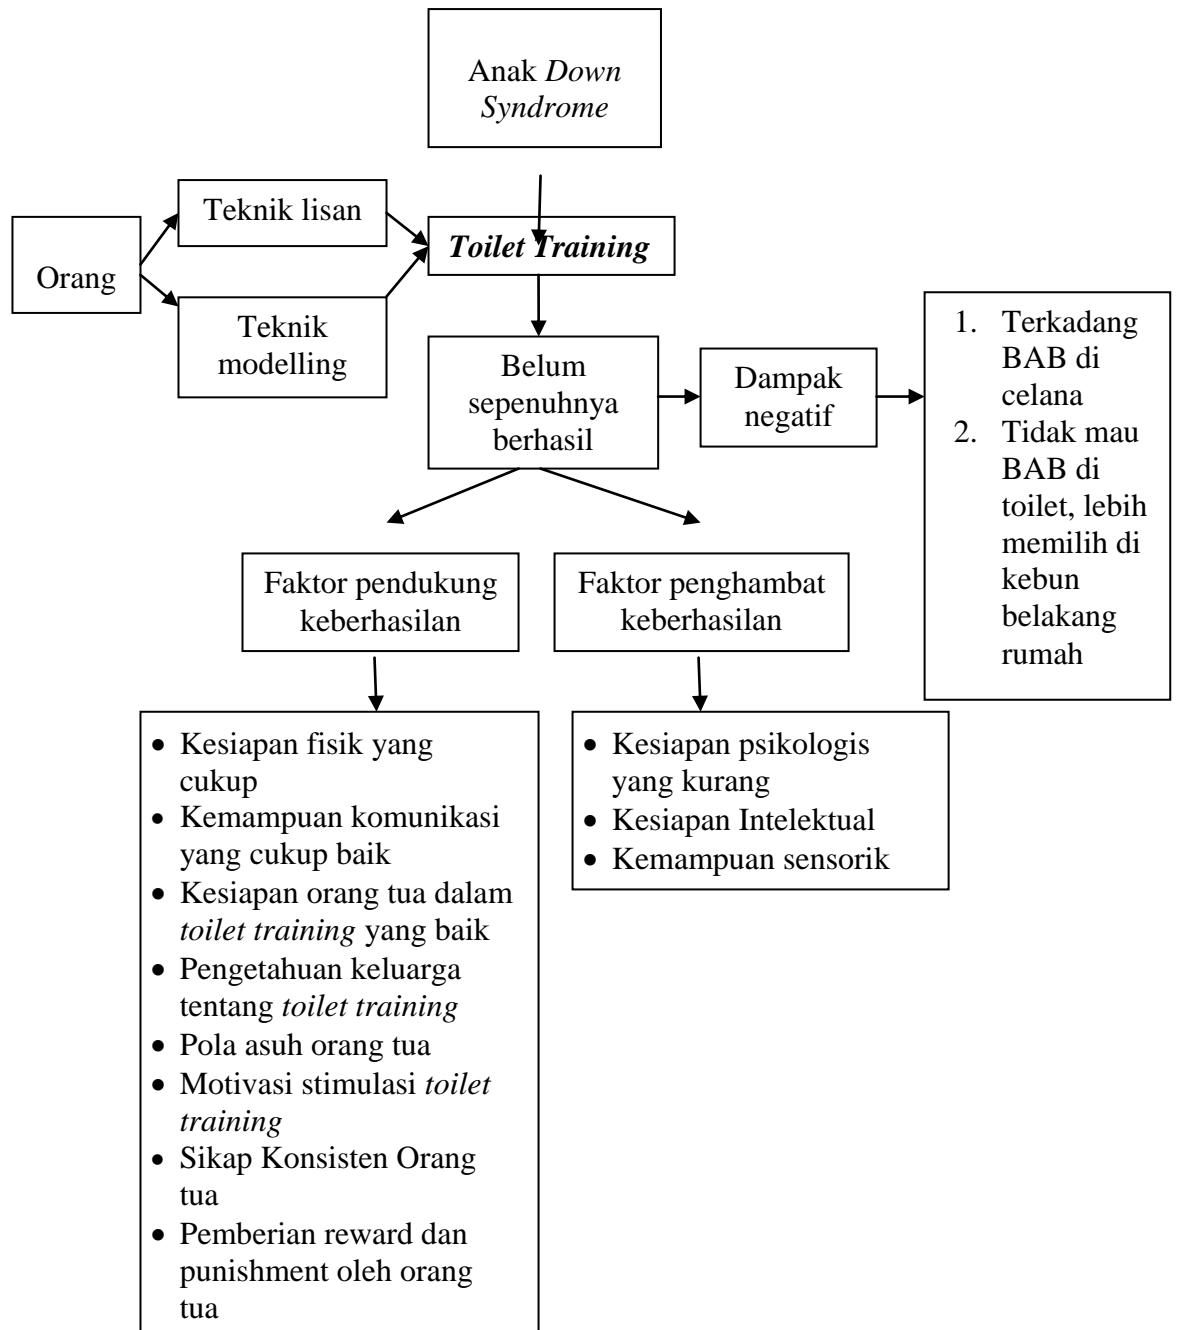 Anak Down
Syndrome
Teknik lisan
Orang
Toilet Training
Teknik
modelling
Belum
sepenuhnya
berhasil
Dampak
negatif
1. Terkadang
BAB di
celana
2. Tidak mau
BAB di
toilet, lebih
memilih di
kebun
belakang
rumah
Faktor pendukung
keberhasilan
Faktor penghambat
keberhasilan
• Kesiapan fisik yang
cukup
• Kemampuan komunikasi
yang cukup baik
• Kesiapan orang tua dalam
toilet training yang baik
• Pengetahuan keluarga
tentang toilet training
• Pola asuh orang tua
• Motivasi stimulasi toilet
training
• Sikap Konsisten Orang
tua
• Pemberian reward dan
punishment oleh orang
tua
• Kesiapan psikologis
yang kurang
• Kesiapan Intelektual
• Kemampuan sensorik